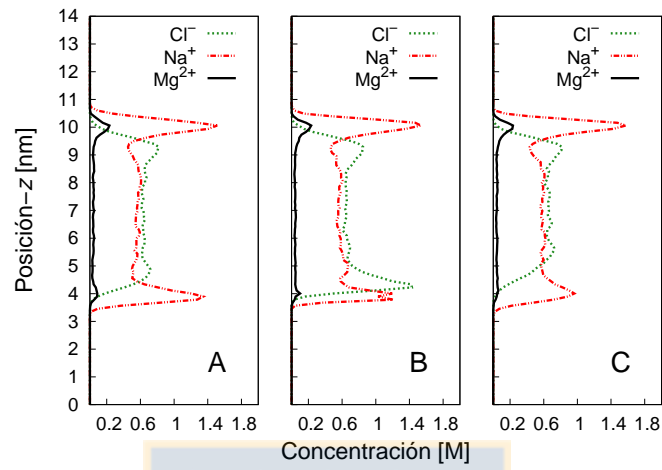 14
13
12
11
10
9
8
7
6
5
4
3
2
1
0
Posición−z [nm]
Cl−
Na+
Mg2+
A
0.2 0.6 1 1.4 1.8
Cl−
Na+
Mg2+
B
0.2 0.6 1 1.4 1.8
Cl−
Na+
Mg2+
C
0.2 0.6 1 1.4 1.8
Concentración [M]